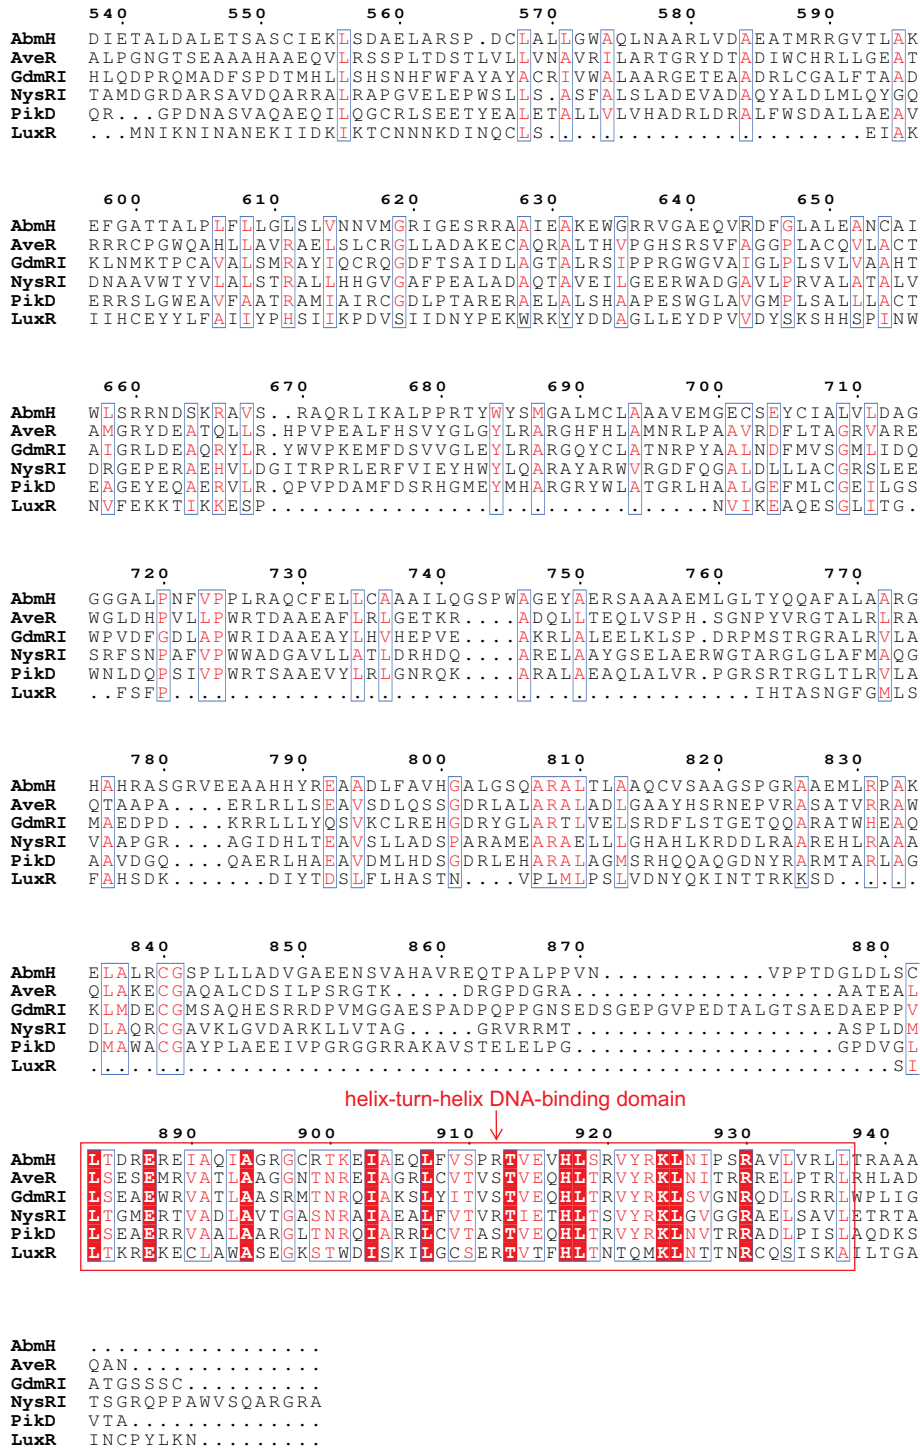 540 550 560 570 580 590
AbmH DIETALDALETSASCIEKLSDAELARSP.DCLALLGWAQLNAARLVDAEATMRRGVTLAK
AveR ALPGNGTSEAAAHAAEQVLRSSPLTDSTLVLLVNAVRILARTGRYDTADIWCHRLLGEAT
GdmRI HLQDPRQMADFSPDTMHLLSHSNHFWFAYAYACRIVWALAARGETEAADRLCGALFTAAD
NysRI TAMDGRDARSAVDQARRALRAPGVELEPWSLLS.ASFALSLADEVADAQYALDLMLQYGQ
PikD QR...GPDNASVAQAEQILQGCRLSEETYEALETALLVLVHADRLDRALFWSDALLAEAV
LuxR ...MNIKNINANEKIIDKIKTCNNNKDINQCLS........................EIAK
600 610 620 630 640 650
AbmH EFGATTALPLFLLGLSLVNNVMGRIGESRRAAIEAKEWGRRVGAEQVRDFGLALEANCAI
AveR RRRCPGWQAHLLAVRAELSLCRGLLADAKECAQRALTHVPGHSRSVFAGGPLACQVLACT
GdmRI KLNMKTPCAVALSMRAYIQCRQGDFTSAIDLAGTALRSIPPRGWGVAIGLPLSVLVAAHT
NysRI DNAAVWTYVLALSTRALLHHGVGAFPEALADAQTAVEILGEERWADGAVLPRVALATALV
PikD ERRSLGWEAVFAATRAMIAIRCGDLPTARERAELALSHAAPESWGLAVGMPLSALLLACT
LuxR IIHCEYYLFAIIYPHSIIKPDVSIIDNYPEKWRKYYDDAGLLEYDPVVDYSKSHHSPINW
660 670 680 690 700 710
AbmH WLSRRNDSKRAVS..RAQRLIKALPPRTYWYSMGALMCLAAAVEMGECSEYCIALVLDAG
AveR AMGRYDEATQLLS.HPVPEALFHSVYGLGYLRARGHFHLAMNRLPAAVRDFLTAGRVARE
GdmRI AIGRLDEAQRYLR.YWVPKEMFDSVVGLEYLRARGQYCLATNRPYAALNDFMVSGMLIDQ
NysRI DRGEPERAEHVLDGITRPRLERFVIEYHWYLQARAYARWVRGDFQGALDLLLACGRSLEE
PikD EAGEYEQAERVLR.QPVPDAMFDSRHGMEYMHARGRYWLATGRLHAALGEFMLCGEILGS
LuxR NVFEKKTIKKESP................................NVIKEAQESGLITG.
720 730 740 750 760 770
AbmH GGGALPNFVPPLRAQCFELLCAAAILQGSPWAGEYAERSAAAAEMLGLTYQQAFALAARG
AveR WGLDHPVLLPWRTDAAEAFLRLGETKR....ADQLLTEQLVSPH.SGNPYVRGTALRLRA
GdmRI WPVDFGDLAPWRIDAAEAYLHVHEPVE....AKRLALEELKLSP.DRPMSTRGRALRVLA
NysRI SRFSNPAFVPWWADGAVLLATLDRHDQ....ARELAAYGSELAERWGTARGLGLAFMAQG
PikD WNLDQPSIVPWRTSAAEVYLRLGNRQK....ARALAEAQLALVR.PGRSRTRGLTLRVLA
LuxR ..FSFP..........................................IHTASNGFGMLS
780 790 800 810 820 830
AbmH HAHRASGRVEEAAHHYREAADLFAVHGALGSQARALTLAAQCVSAAGSPGRAAEMLRPAK
AveR QTAAPA....ERLRLLSEAVSDLQSSGDRLALARALADLGAAYHSRNEPVRASATVRRAW
GdmRI MAEDPD....KRRLLLYQSVKCLREHGDRYGLARTLVELSRDFLSTGETQQARATWHEAQ
NysRI VAAPGR....AGIDHLTEAVSLLADSPARAMEARAELLLGHAHLKRDDLRAAREHLRAAA
PikD AAVDGQ....QAERLHAEAVDMLHDSGDRLEHARALAGMSRHQQAQGDNYRARMTARLAG
LuxR FAHSDK.......DIYTDSLFLHASTN....VPLMLPSLVDNYQKINTTRKKSD......
840 850 860 870 880
AbmH ELALRCGSPLLLADVGAEENSVAHAVREQTPALPPVN............VPPTDGLDLSC
AveR QLAKECGAQALCDSILPSRGTK.....DRGPDGRA...................AATEAL
GdmRI KLMDECGMSAQHESRRDPVMGGAESPADPQPPGNSEDSGEPGVPEDTALGTSAEDAEPPV
NysRI DLAQRCGAVKLGVDARKLLVTAG.....GRVRRMT...................ASPLDM
PikD DMAWACGAYPLAEEIVPGRGGRRAKAVSTELELPG...................GPDVGL
LuxR ..........................................................SI
helix-turn-helix DNA-binding domain
890 900 910 920 930 940
AbmH LTDREREIAQIAGRGCRTKEIAEQLFVSPRTVEVHLSRVYRKLNIPSRAVLVRLLTRAAA
AveR LSESEMRVATLAAGGNTNREIAGRLCVTVSTVEQHLTRVYRKLNITRRRELPTRLRHLAD
GdmRI LSEAEWRVATLAASRMTNRQIAKSLYITVSTVEQHLTRVYRKLSVGNRQDLSRRLWPLIG
NysRI LTGMERTVADLAVTGASNRAIAEALFVTVRTIETHLTSVYRKLGVGGRAELSAVLETRTA
PikD LSEAERRVAALAARGLTNRQVARRLCVTASTVEQHLTRVYRKLNVTRRADLPISLAQDKS
LuxR LTKREKECLAWASEGKSTWDISKILGCSERTVTFHLTNTQMKLNTTNRCQSISKAILTGA
AbmH .................
AveR QAN..............
GdmRI ATGSSSC..........
NysRI TSGRQPPAWVSQARGRA
PikD VTA..............
LuxR INCPYLKN.........